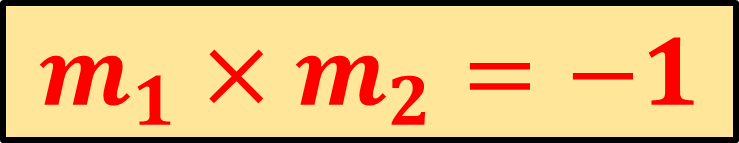 m₁ × m₂ = −1